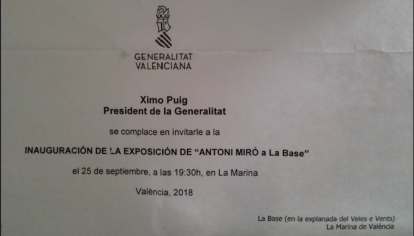 GENERALITAT
VALENCIANA
Ximo Puig
President de la Generalitat
se complace en invitarle a la
INAUGURACIÓN DE LA EXPOSICIÓN DE “ANTONI MIRÓ a La Base”
el 25 de septiembre, a las 19:30h, en La Marina
València, 2018
La Base (en la explanada del Veles e Vents)
La Marina de València